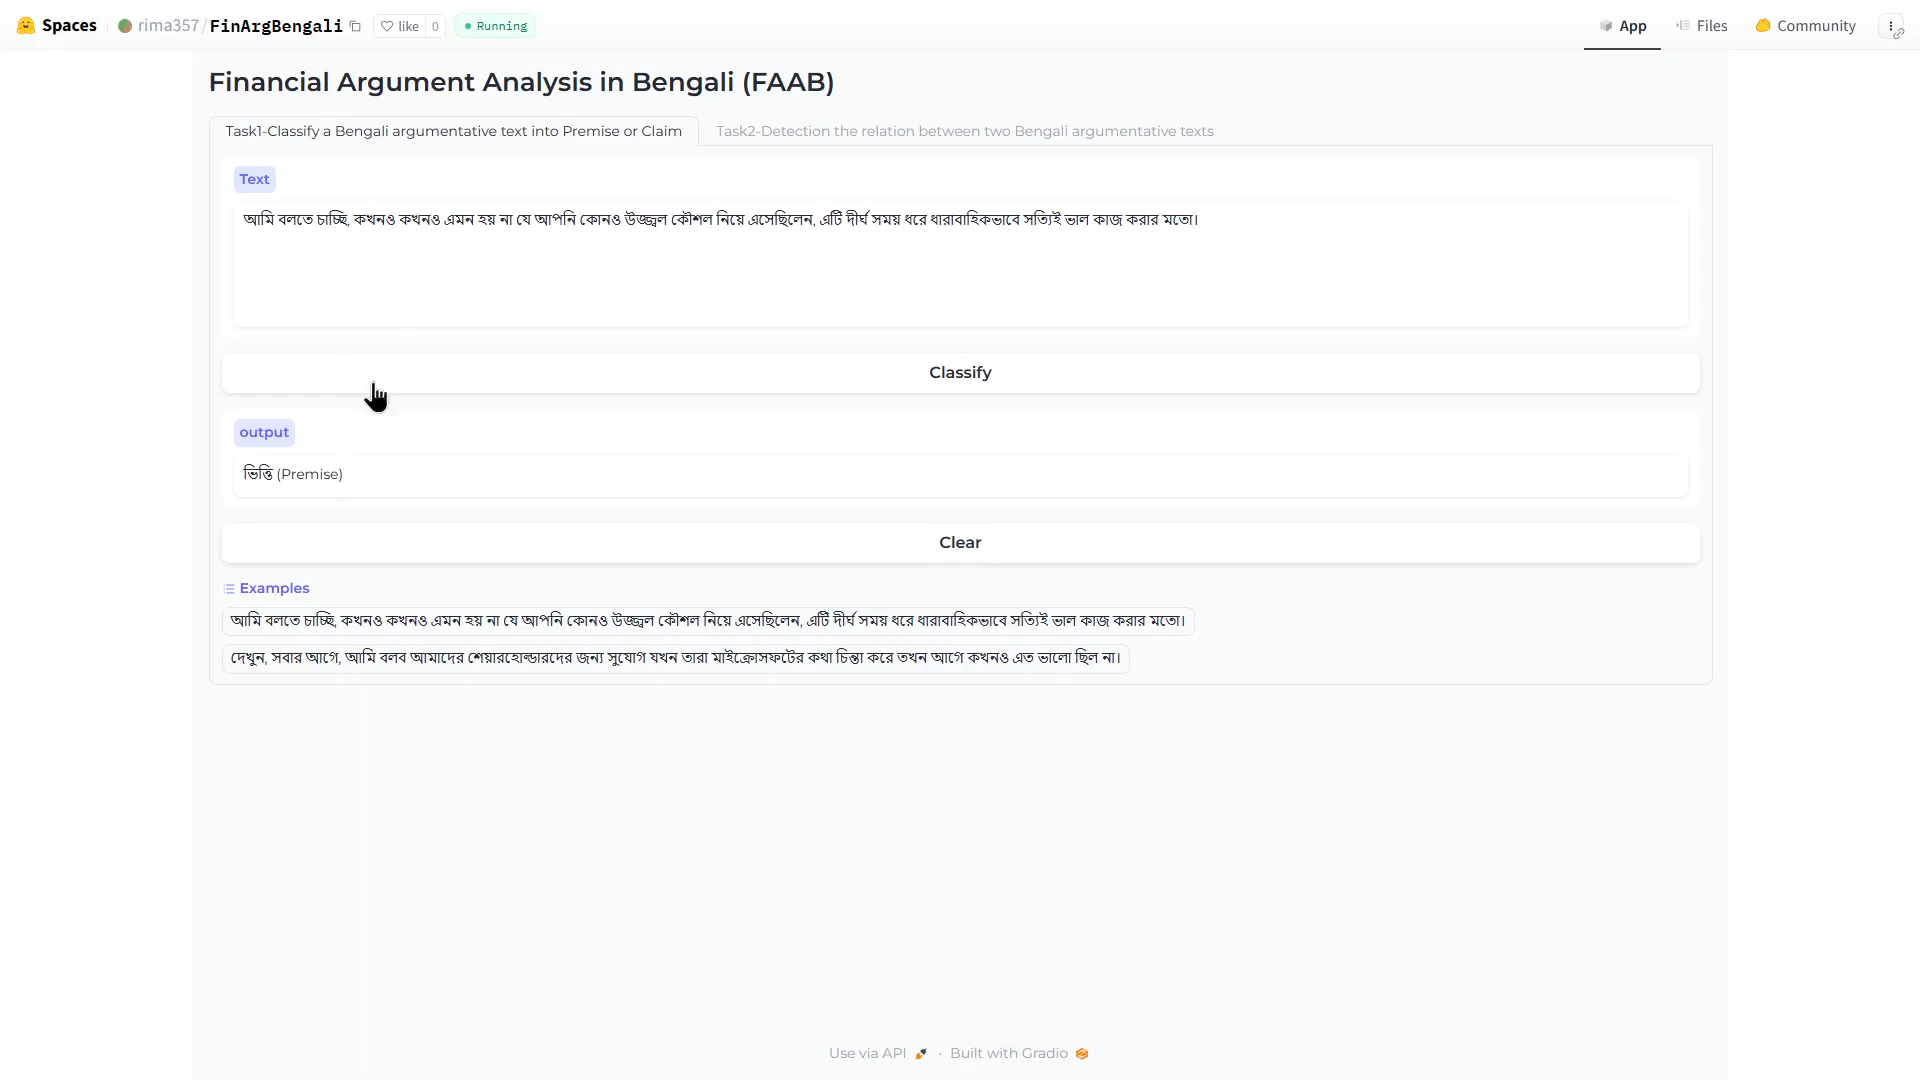 Spaces rima357/FinArgBengali like 0 Running App Files Community
Financial Argument Analysis in Bengali (FAAB)
Task1-Classify a Bengali argumentative text into Premise or Claim Task2-Detection the relation between two Bengali argumentative texts
Text
আমি বলতে চাচ্ছি, কখনও কখনও এমন হয় না যে আপনি কোনও উজ্জ্বল কৌশল নিয়ে এসেছিলেন, এটি দীর্ঘ সময় ধরে ধারাবাহিকভাবে সত্যিই ভাল কাজ করার মতো।
Classify
output
ভিত্তি (Premise)
Clear
Examples
আমি বলতে চাচ্ছি, কখনও কখনও এমন হয় না যে আপনি কোনও উজ্জ্বল কৌশল নিয়ে এসেছিলেন, এটি দীর্ঘ সময় ধরে ধারাবাহিকভাবে সত্যিই ভাল কাজ করার মতো।
দেখুন, সবার আগে, আমি বলব আমাদের শেয়ারহোল্ডারদের জন্য সুযোগ যখন তারা মাইক্রোসফটের কথা চিন্তা করে তখন আগে কখনও এত ভালো ছিল না।
Use via API · Built with Gradio